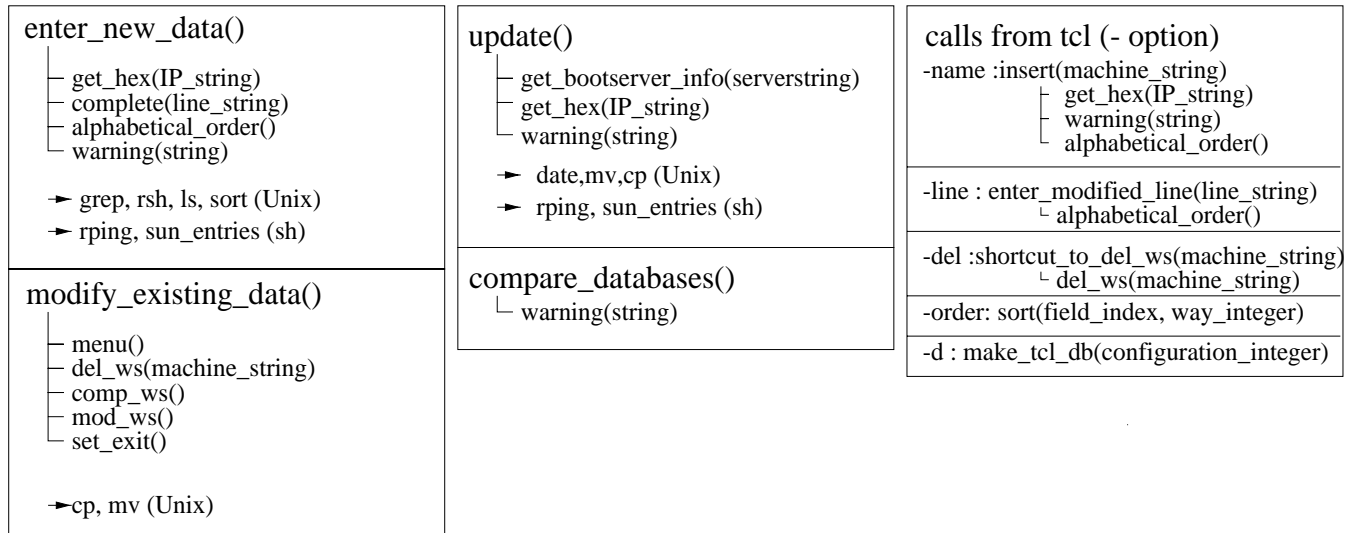 enter_new_data()
get_hex(IP_string)
complete(line_string)
alphabetical_order()
warning(string)
grep, rsh, ls, sort (Unix)
rping, sun_entries (sh)
modify_existing_data()
menu()
del_ws(machine_string)
comp_ws()
mod_ws()
set_exit()
cp, mv (Unix)
update()
get_bootserver_info(serverstring)
get_hex(IP_string)
warning(string)
date,mv,cp (Unix)
rping, sun_entries (sh)
compare_databases()
warning(string)
calls from tcl (- option)
-name :insert(machine_string)
get_hex(IP_string)
warning(string)
alphabetical_order()
-line : enter_modified_line(line_string)
alphabetical_order()
-del :shortcut_to_del_ws(machine_string)
del_ws(machine_string)
-order: sort(field_index, way_integer)
-d : make_tcl_db(configuration_integer)